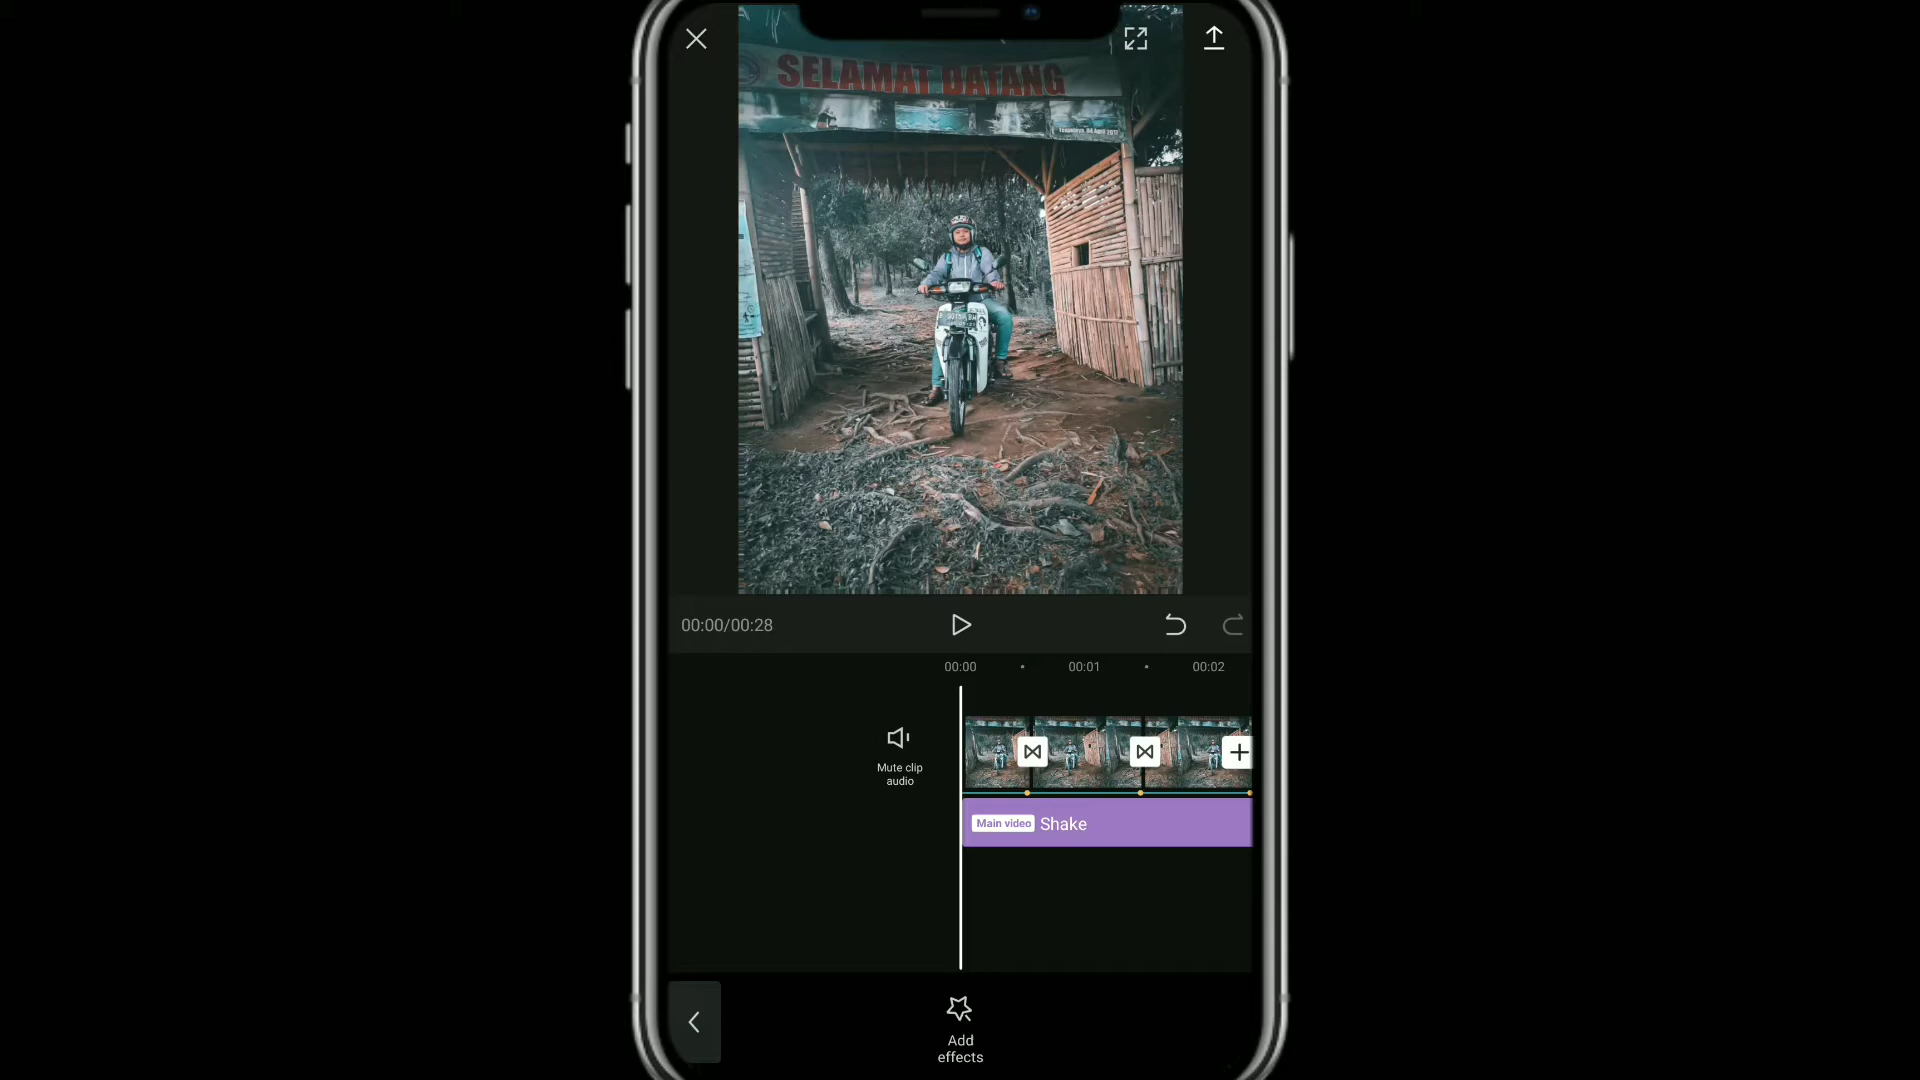 SELAMAT DATANG
00:00/00:28
00:00
00:01
00:02
Mute clip
audio
Main video Shake
Add
effects